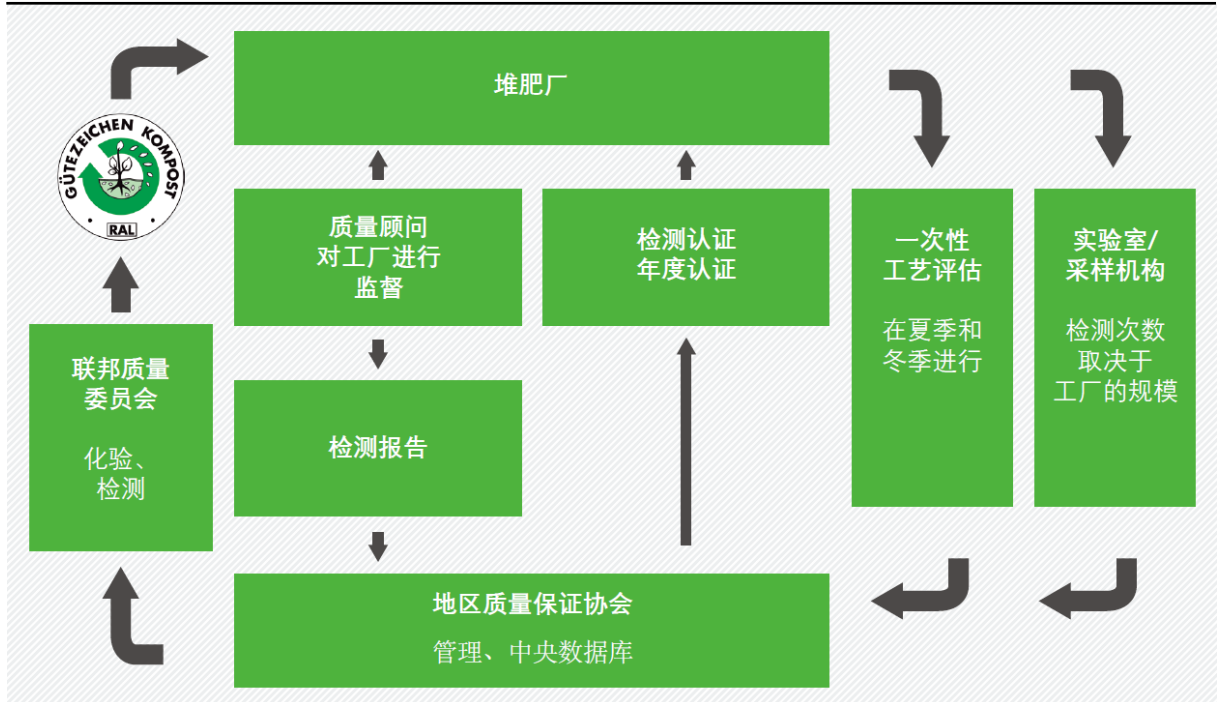 堆肥厂
GÜTEZEICHEN KOMPOST
RAL
质量顾问
对工厂进行
监督
检测认证
年度认证
一次性
工艺评估
在夏季和
冬季进行
实验室/
采样机构
检测次数
取决于
工厂的规模
联邦质量
委员会
化验、
检测
检测报告
地区质量保证协会
管理、中央数据库